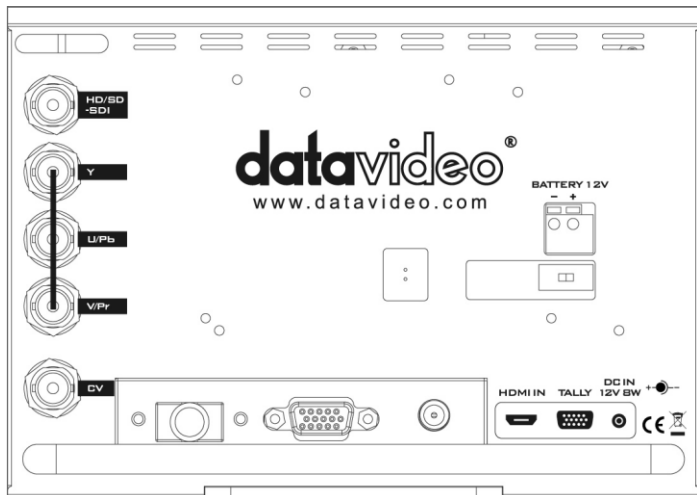 HD/SD
-SDI
Y
U/Pb
V/Pr
CV
datavideo®
www.datavideo.com
BATTERY 12V
- +
HDMI IN
TALLY
DC IN
12V 8W
+ -
CE